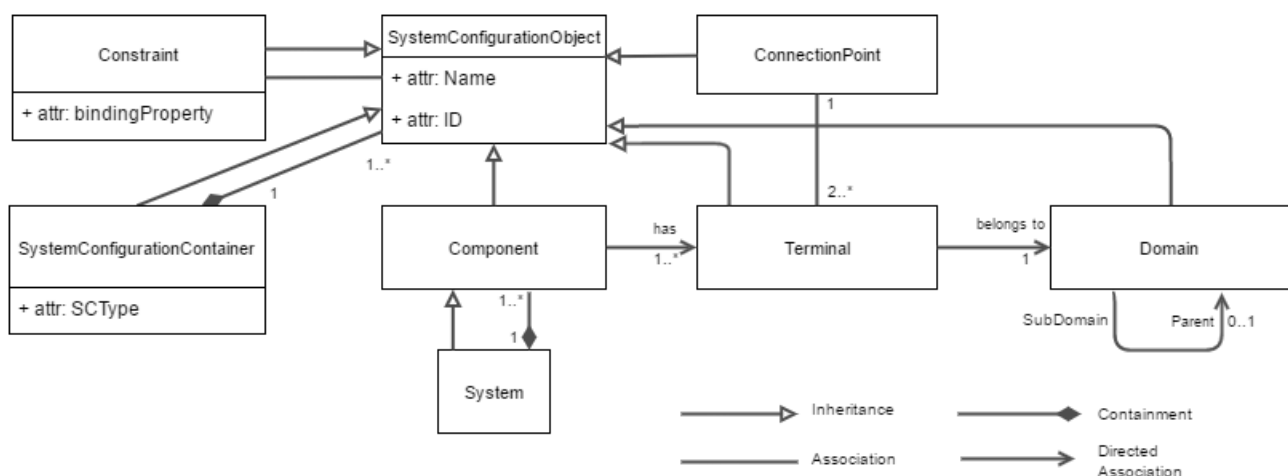 Constraint
+ attr: bindingProperty
SystemConfigurationObject
+ attr: Name
+ attr: ID
ConnectionPoint
1
1..*
1
2..*
SystemConfigurationContainer
+ attr: SCType
Component
has
1..*
Terminal
belongs to
1
Domain
1..*
1
System
SubDomain
Parent
0..1
Inheritance
Containment
Association
Directed
Association